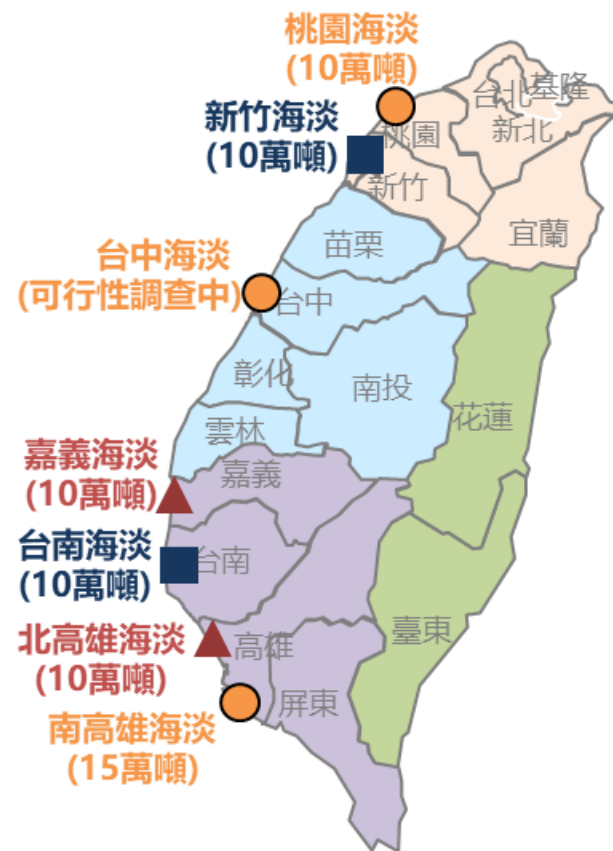 桃園海淡
(10萬噸)
新竹海淡
(10萬噸)
台北
基隆
新北
桃園
新竹
宜蘭
苗栗
台中海淡
(可行性調查中)
台中
彰化
南投
花蓮
雲林
嘉義海淡
(10萬噸)
嘉義
台南海淡
(10萬噸)
台南
北高雄海淡
(10萬噸)
高雄
臺東
屏東
南高雄海淡
(15萬噸)